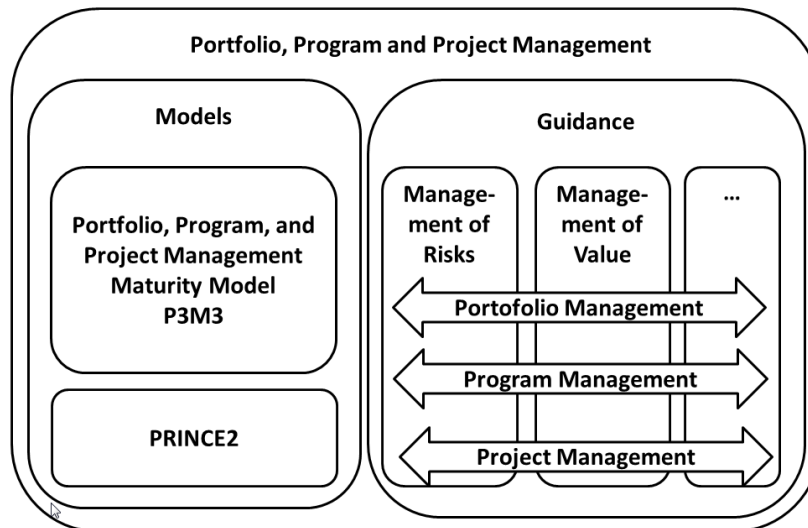 Portfolio, Program and Project Management
Models
Portfolio, Program, and
Project Management
Maturity Model
P3M3
PRINCE2
Guidance
Manage-
ment of
Risks
Manage-
ment of
Value
...
Portofolio Management
Program Management
Project Management